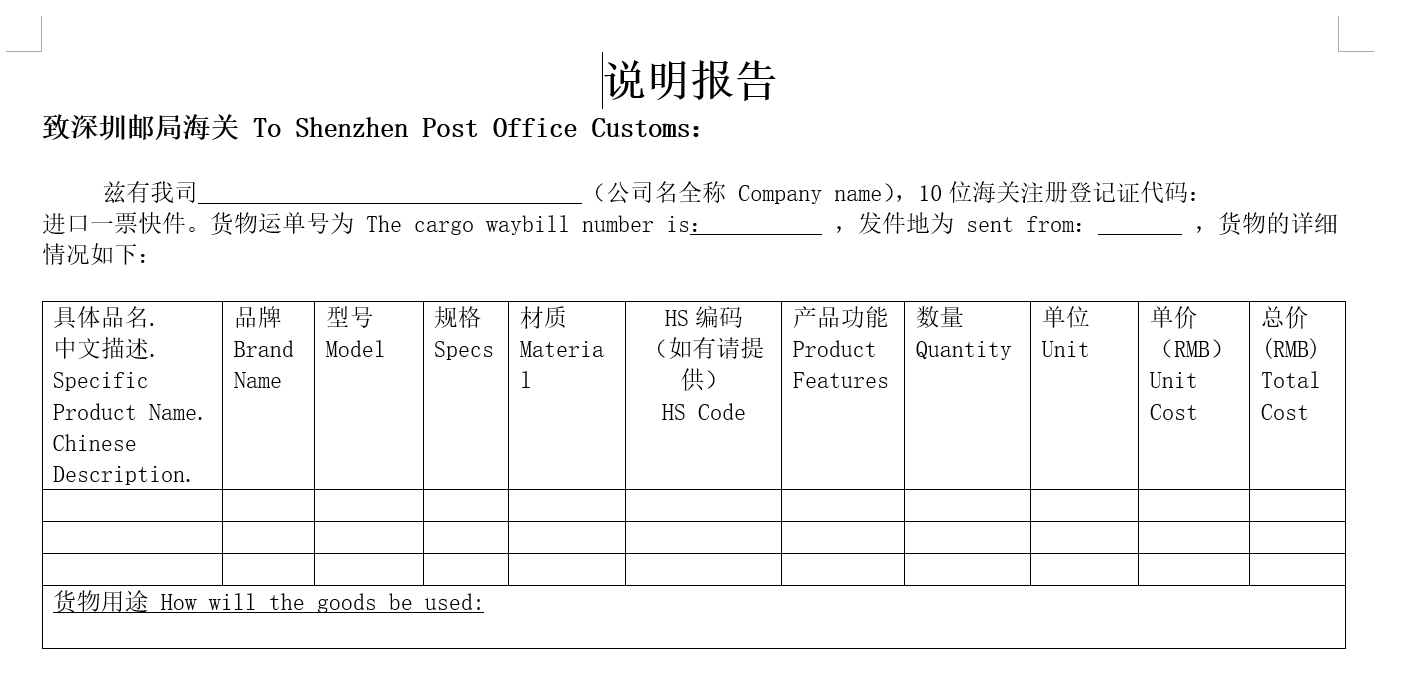 说明报告
致深圳邮局海关 To Shenzhen Post Office Customs:
兹有我司________________________________（公司名全称 Company name), 10 位海关注册登记证代码：
进口一票快件。货物运单号为 The cargo waybill number is:__________ ，发件地为 sent from: _______ ，货物的详细
情况如下：
具体品名.
中文描述.
Specific
Product Name.
Chinese
Description.
品牌
Brand
Name
型号
Model
规格
Specs
材质
Materia
l
HS 编码
（如有请提
供）
HS Code
产品功能
Product
Features
数量
Quantity
单位
Unit
单价
（RMB）
Unit
Cost
总价
(RMB)
Total
Cost
货物用途 How will the goods be used: